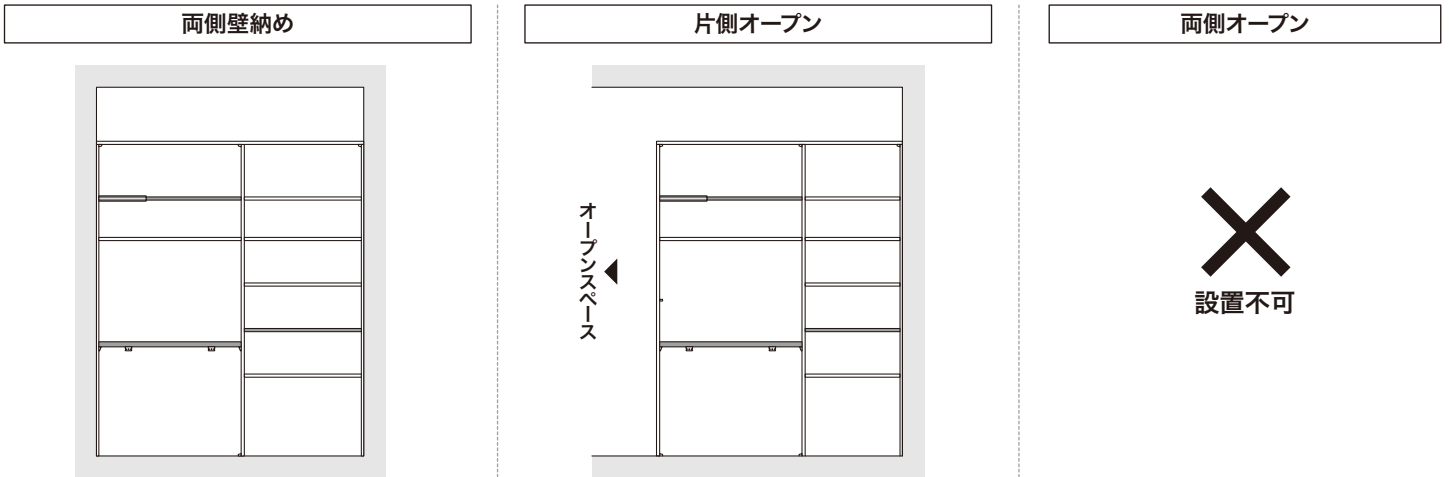 両側壁納め
片側オープン
両側オープン
オープンスペース
設置不可